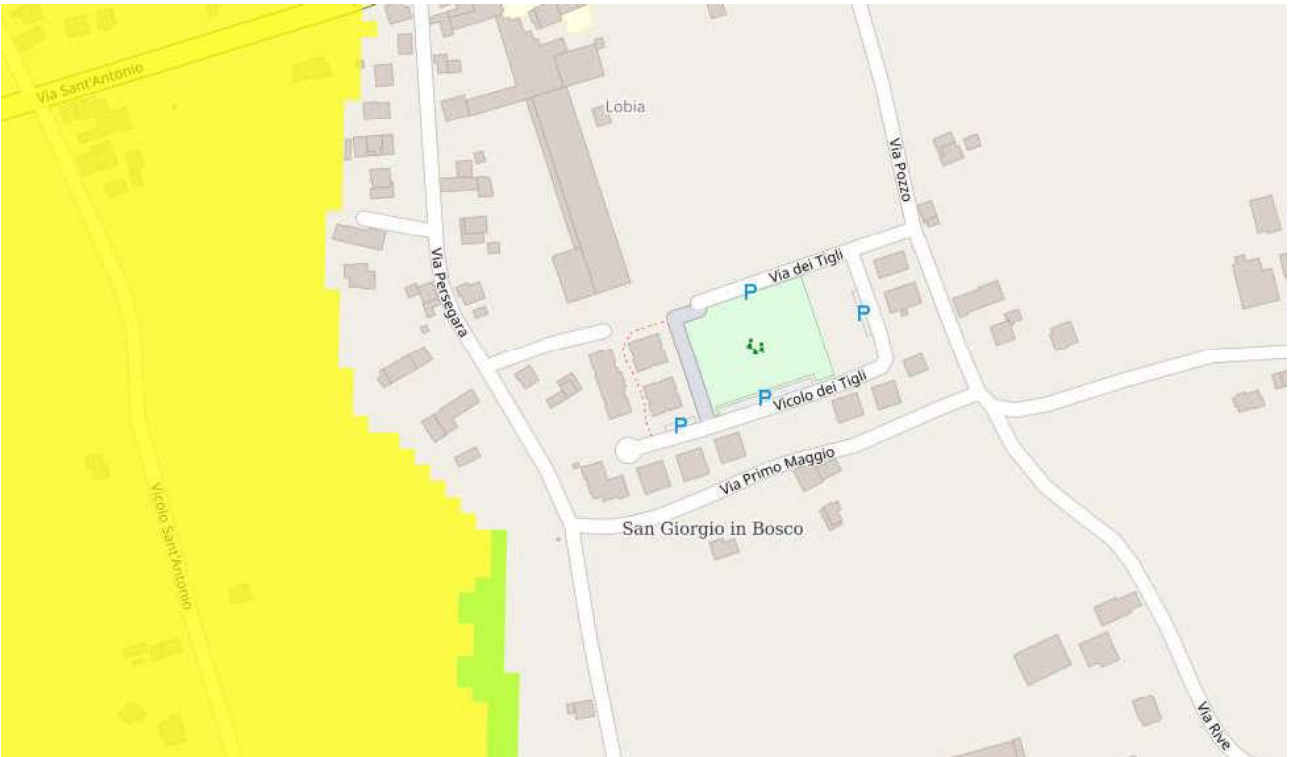 Via Sant'Antonio
Lobia
Via Pozzo
Via Persegara
Via dei Tigli
P
P
P
Vicolo dei Tigli
P
Via Primo Maggio
San Giorgio in Bosco
Vicolo Sant'Antonio
Via Rive